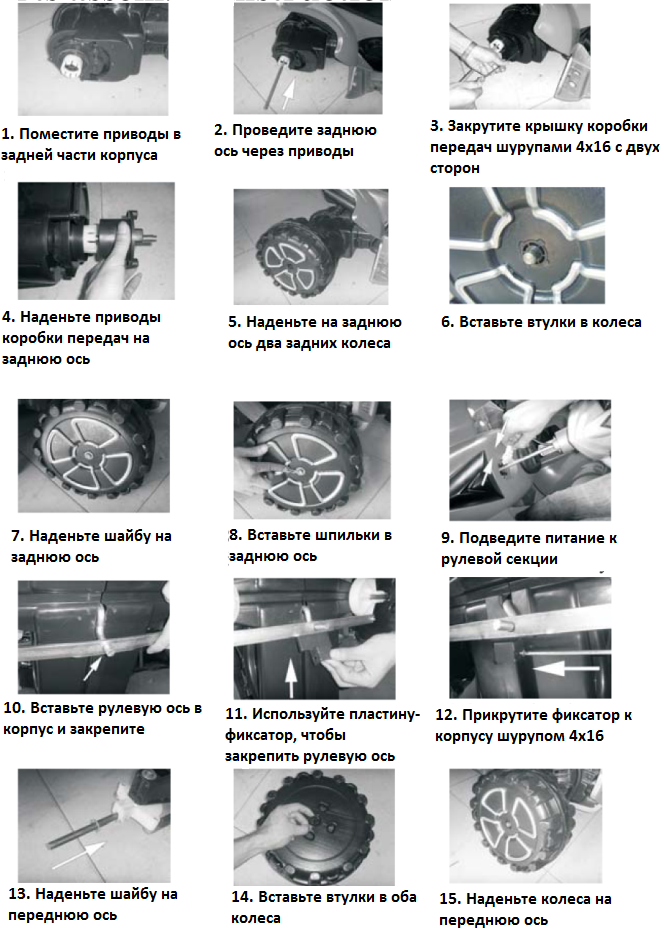 1. Поместите приводы в
задней части корпуса
2. Проведите заднюю
ось через приводы
3. Закрутите крышку коробки
передач шурупами 4х16 с двух
сторон
4. Наденьте приводы
коробки передач на
заднюю ось
5. Наденьте на заднюю
ось два задних колеса
6. Вставьте втулки в колеса
7. Наденьте шайбу на
заднюю ось
8. Вставьте шпильки в
заднюю ось
9. Подведите питание к
рулевой секции
10. Вставьте рулевую ось в
корпус и закрепите
11. Используйте пластину-
фиксатор, чтобы
закрепить рулевую ось
12. Прикрутите фиксатор к
корпусу шурупом 4х16
13. Наденьте шайбу на
переднюю ось
14. Вставьте втулки в оба
колеса
15. Наденьте колеса на
переднюю ось